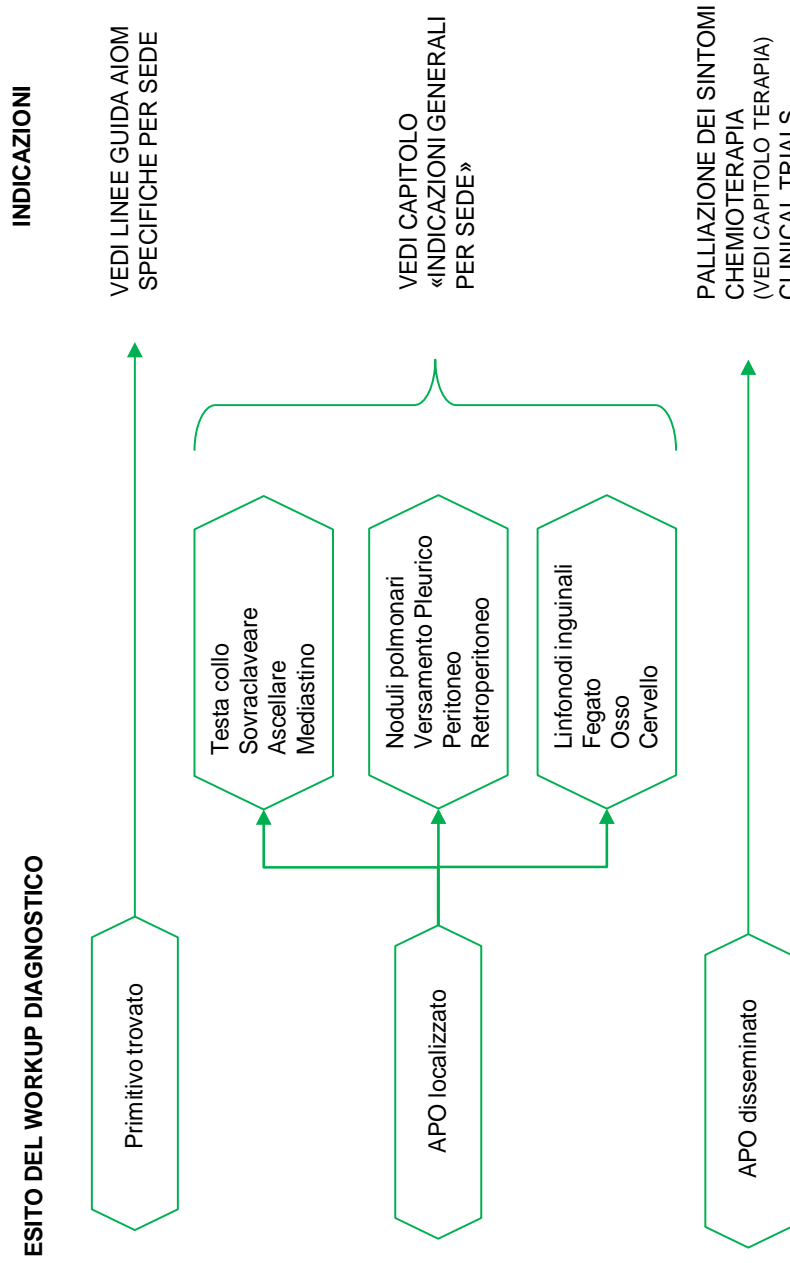 ESITO DEL WORKUP DIAGNOSTICO
INDICAZIONI
Primitivo trovato
VEDI LINEE GUIDA AIOM
SPECIFICHE PER SEDE
APO localizzato
Testa collo
Sovraclaveare
Ascellare
Mediastino
Noduli polmonari
Versamento Pleurico
Peritoneo
Retroperitoneo
Linfonodi inguinali
Fegato
Osso
Cervello
VEDI CAPITOLO
«INDICAZIONI GENERALI
PER SEDE»
APO disseminato
PALLIAZIONE DEI SINTOMI
CHEMIOTERAPIA
(VEDI CAPITOLO TERAPIA)
CLINICAL TRIALS